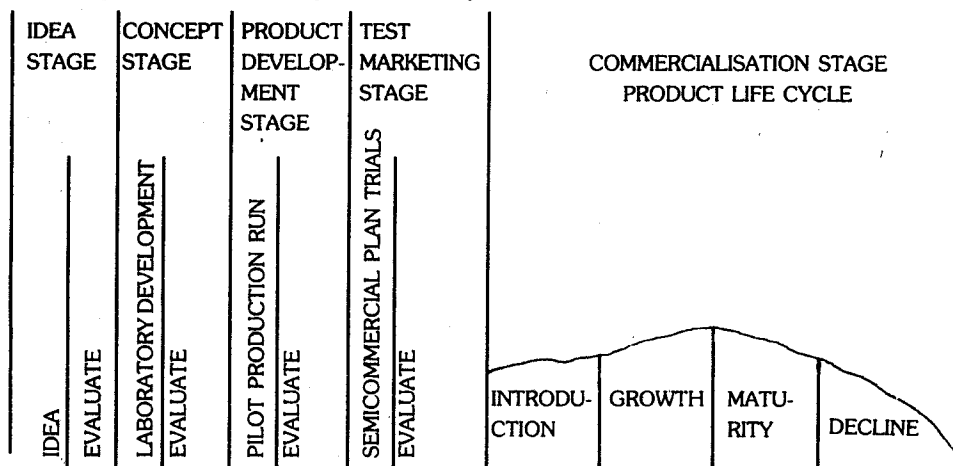 IDEA
STAGE
CONCEPT
STAGE
PRODUCT
DEVELOP-
MENT
STAGE
TEST
MARKETING
STAGE
COMMERCIALISATION STAGE
PRODUCT LIFE CYCLE
IDEA
EVALUATE
LABORATORY DEVELOPMENT
EVALUATE
PILOT PRODUCTION RUN
EVALUATE
SEMICOMMERCIAL PLAN TRIALS
EVALUATE
INTRODU-
CTION
GROWTH
MATU-
RITY
DECLINE